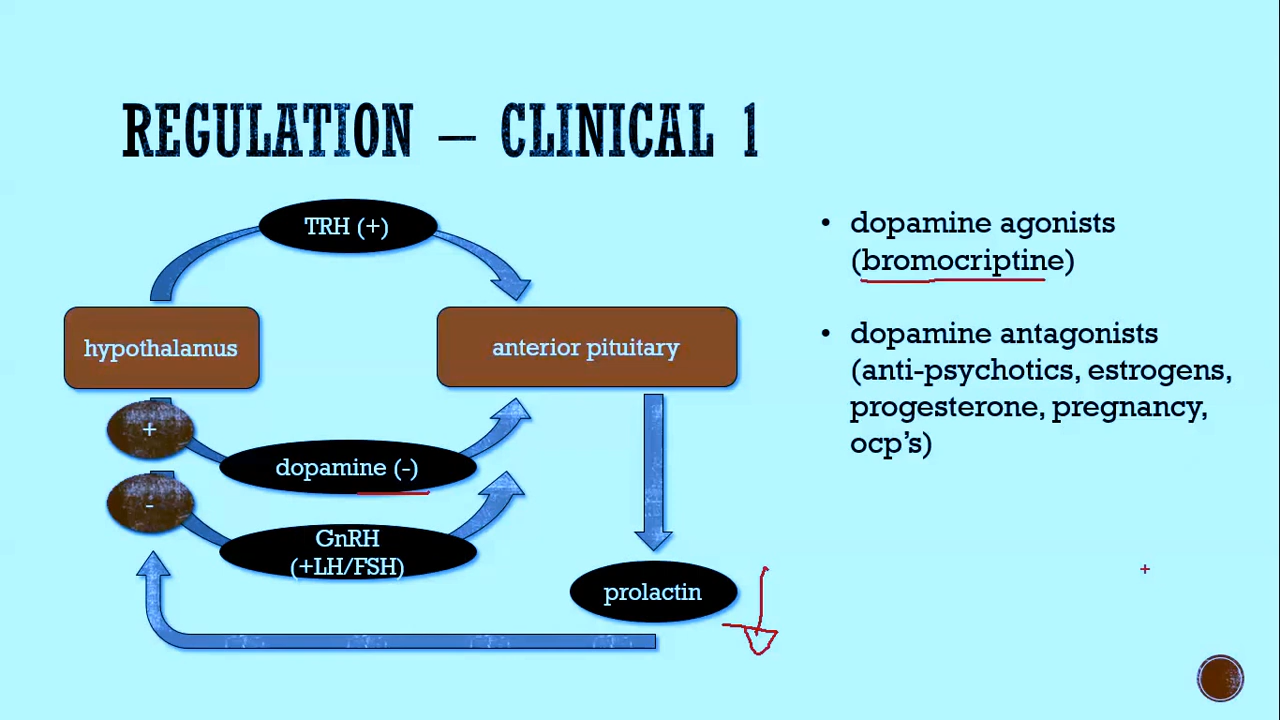 REGULATION – CLINICAL 1
TRH (+)
hypothalamus
anterior pituitary
+
dopamine (-)
-
GnRH
(+LH/FSH)
prolactin
• dopamine agonists
(bromocriptine)
• dopamine antagonists
(anti-psychotics, estrogens,
progesterone, pregnancy,
ocp's)